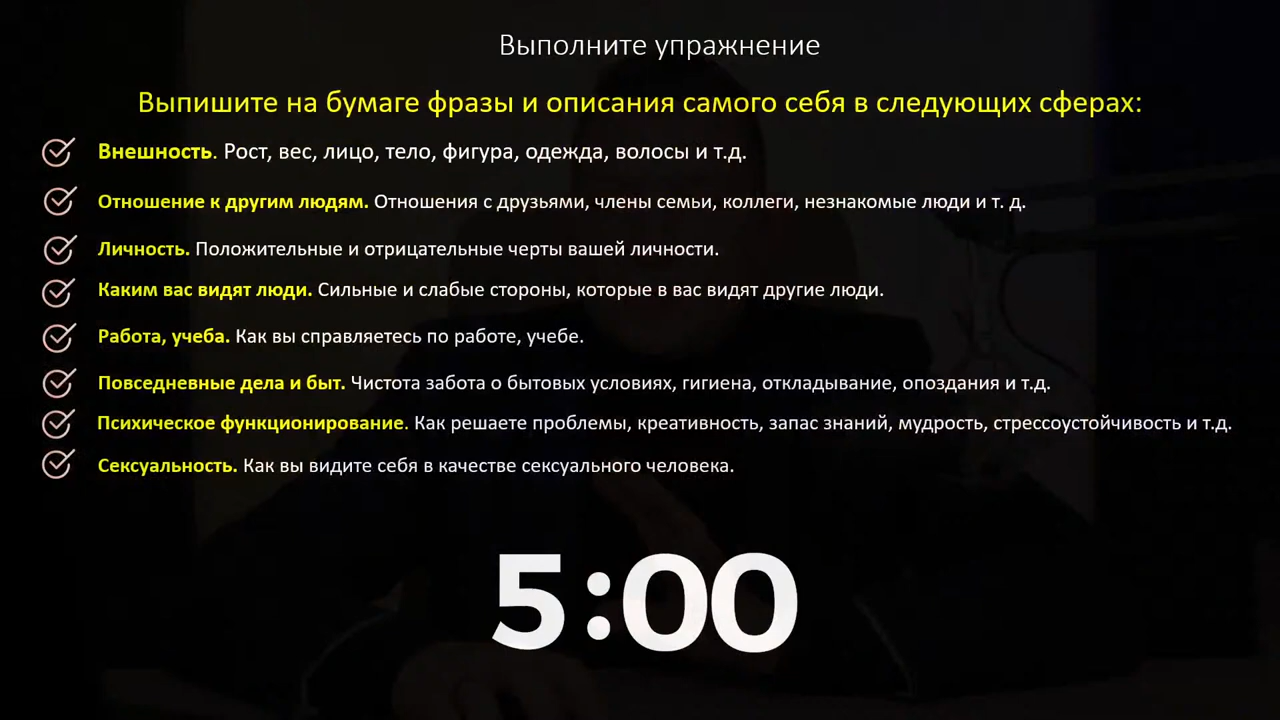 Выполните упражнение
Выпишите на бумаге фразы и описания самого себя в следующих сферах:
Внешность. Рост, вес, лицо, тело, фигура, одежда, волосы и т.д.
Отношение к другим людям. Отношения с друзьями, члены семьи, коллеги, незнакомые люди и т. д.
Личность. Положительные и отрицательные черты вашей личности.
Каким вас видят люди. Сильные и слабые стороны, которые в вас видят другие люди.
Работа, учеба. Как вы справляетесь по работе, учебе.
Повседневные дела и быт. Чистота забота о бытовых условиях, гигиена, откладывание, опоздания и т.д.
Психическое функционирование. Как решаете проблемы, креативность, запас знаний, мудрость, стрессоустойчивость и т.д.
Сексуальность. Как вы видите себя в качестве сексуального человека.
5:00